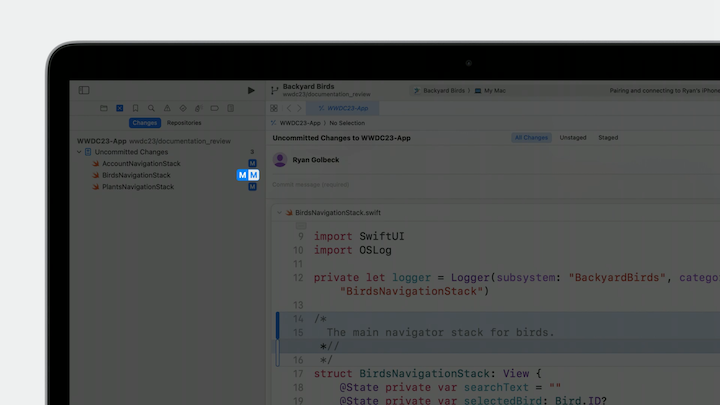 Backyard Birds
wwdc23/documentation_review
Backyard Birds
My Mac
Pairing and connecting to Ryan's iPhone
WWDC23-App
Changes
Repositories
WWDC23-App
No Selection
WWDC23-App wwdc23/documentation_review
Uncommitted Changes to WWDC23-App
All Changes
Unstaged
Staged
Uncommitted Changes 3
AccountNavigationStack M
BirdsNavigationStack M M
PlantsNavigationStack M
Ryan Golbeck
Commit message (required)
BirdsNavigationStack.swift
9 import SwiftUI
10 import OSLog
11
12 private let logger = Logger(subsystem: "BackyardBirds", catego
"BirdsNavigationStack")
13
14 /*
15 The main navigator stack for birds.
*//
16 */
17 struct BirdsNavigationStack: View {
18 @State private var searchText = ""
19 @State private var selectedBird: Bird.ID?